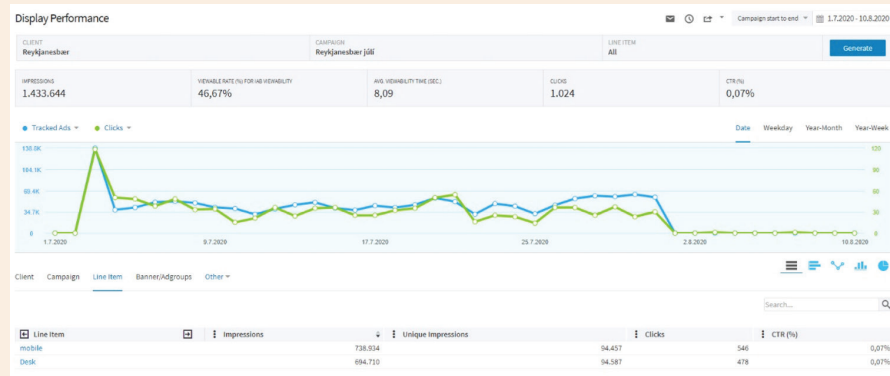 Display Performance
Campaign start to end
1.7.2020 - 10.8.2020
CLIENT
Reykjanesbær
CAMPAIGN
Reykjanesbær júlí
LINE ITEM
All
Generate
IMPRESSIONS
1.433.644
VIEWABLE RATE (%) FOR IAB VIEWABILITY
46,67%
AVG. VIEWABILITY TIME (SEC.)
8,09
CLICKS
1.024
CTR (%)
0,07%
Tracked Ads Clicks
Date Weekday Year-Month Year-Week
138.8K 120
104.1K 90
69.4K 60
34.7K 30
0 0
1.7.2020 9.7.2020 17.7.2020 25.7.2020 2.8.2020 10.8.2020
Client Campaign Line Item Banner/Adgroups Other
Search...
Line Item Impressions Unique Impressions Clicks CTR (%)
mobile 738.934 94.457 546 0,07%
Desk 694.710 94.587 478 0,07%